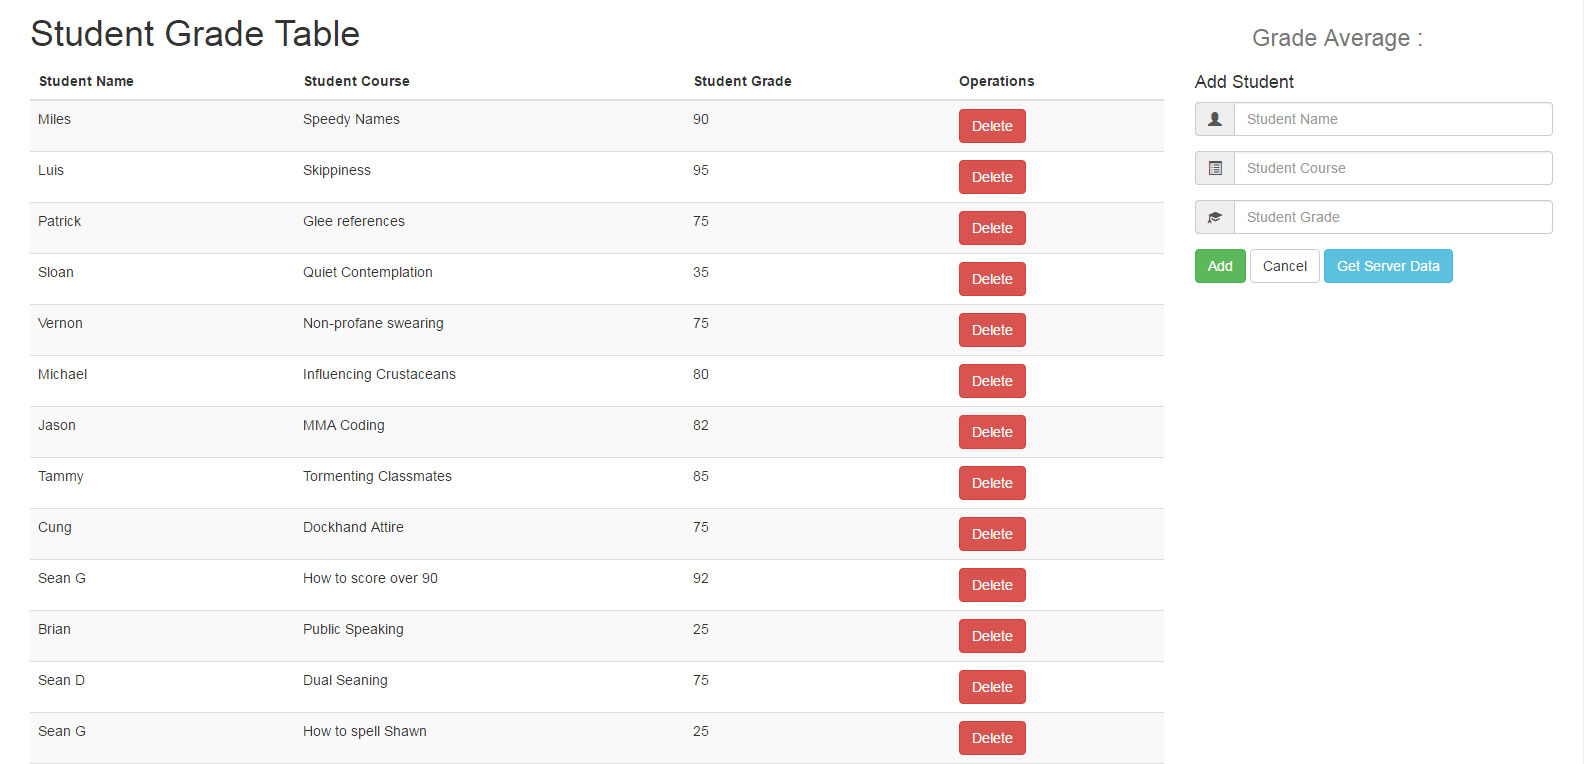 Student Grade Table
Grade Average :
Student Name Student Course Student Grade Operations
Miles Speedy Names 90 Delete
Luis Skippiness 95 Delete
Patrick Glee references 75 Delete
Sloan Quiet Contemplation 35 Delete
Vernon Non-profane swearing 75 Delete
Michael Influencing Crustaceans 80 Delete
Jason MMA Coding 82 Delete
Tammy Tormenting Classmates 85 Delete
Cung Dockhand Attire 75 Delete
Sean G How to score over 90 92 Delete
Brian Public Speaking 25 Delete
Sean D Dual Seaning 75 Delete
Sean G How to spell Shawn 25 Delete
Add Student
Student Name
Student Course
Student Grade
Add Cancel Get Server Data